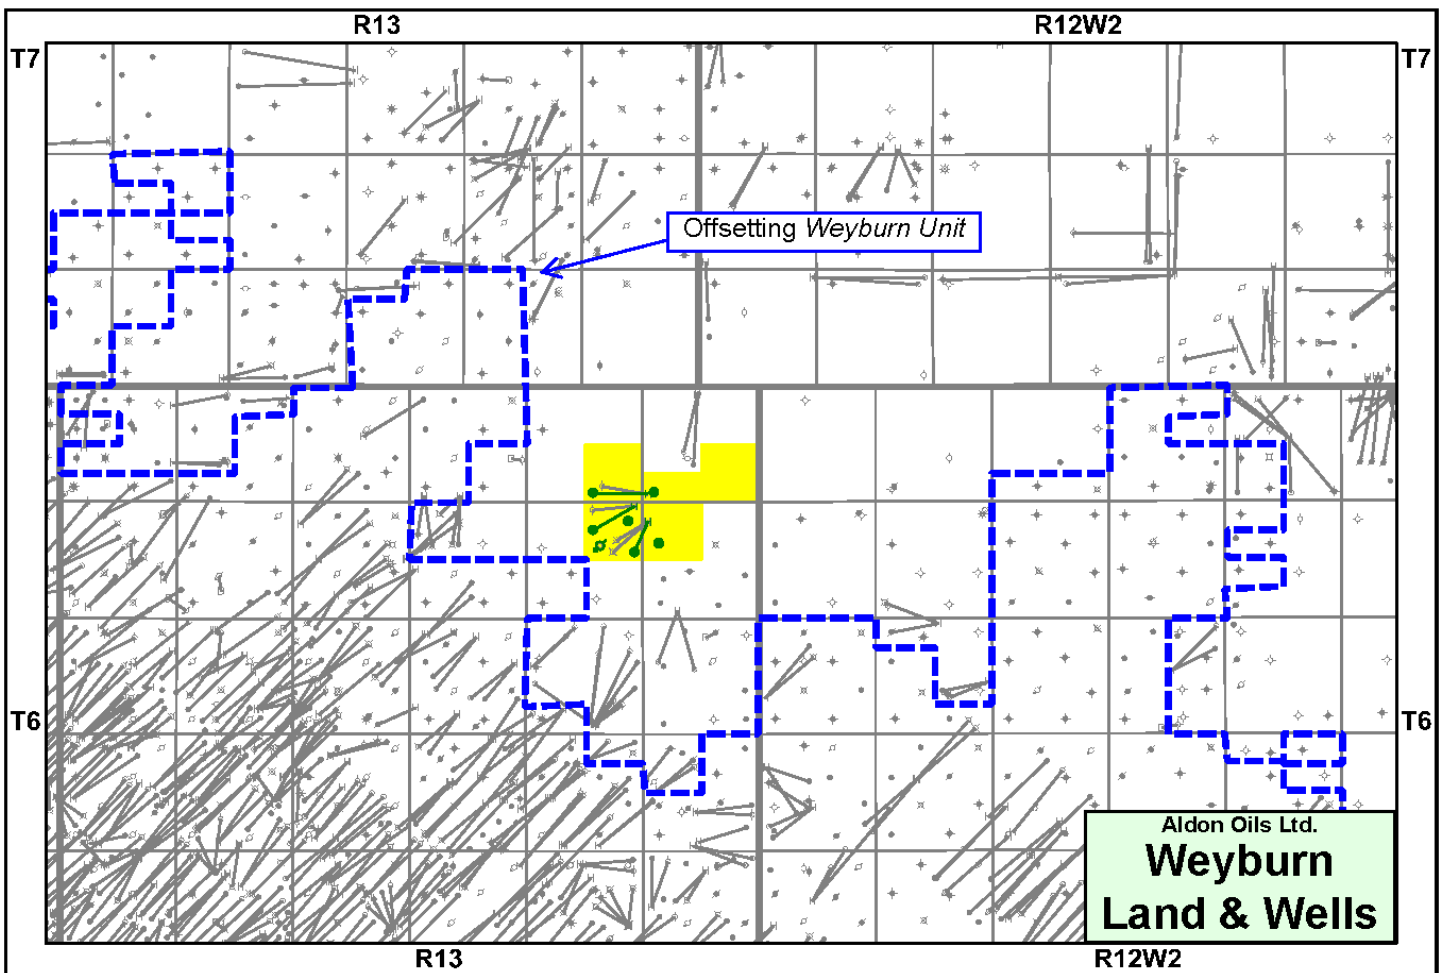 R13
R12W2
T7
T7
Offsetting Weyburn Unit
T6
T6
Aldon Oils Ltd.
Weyburn
Land & Wells
R13
R12W2